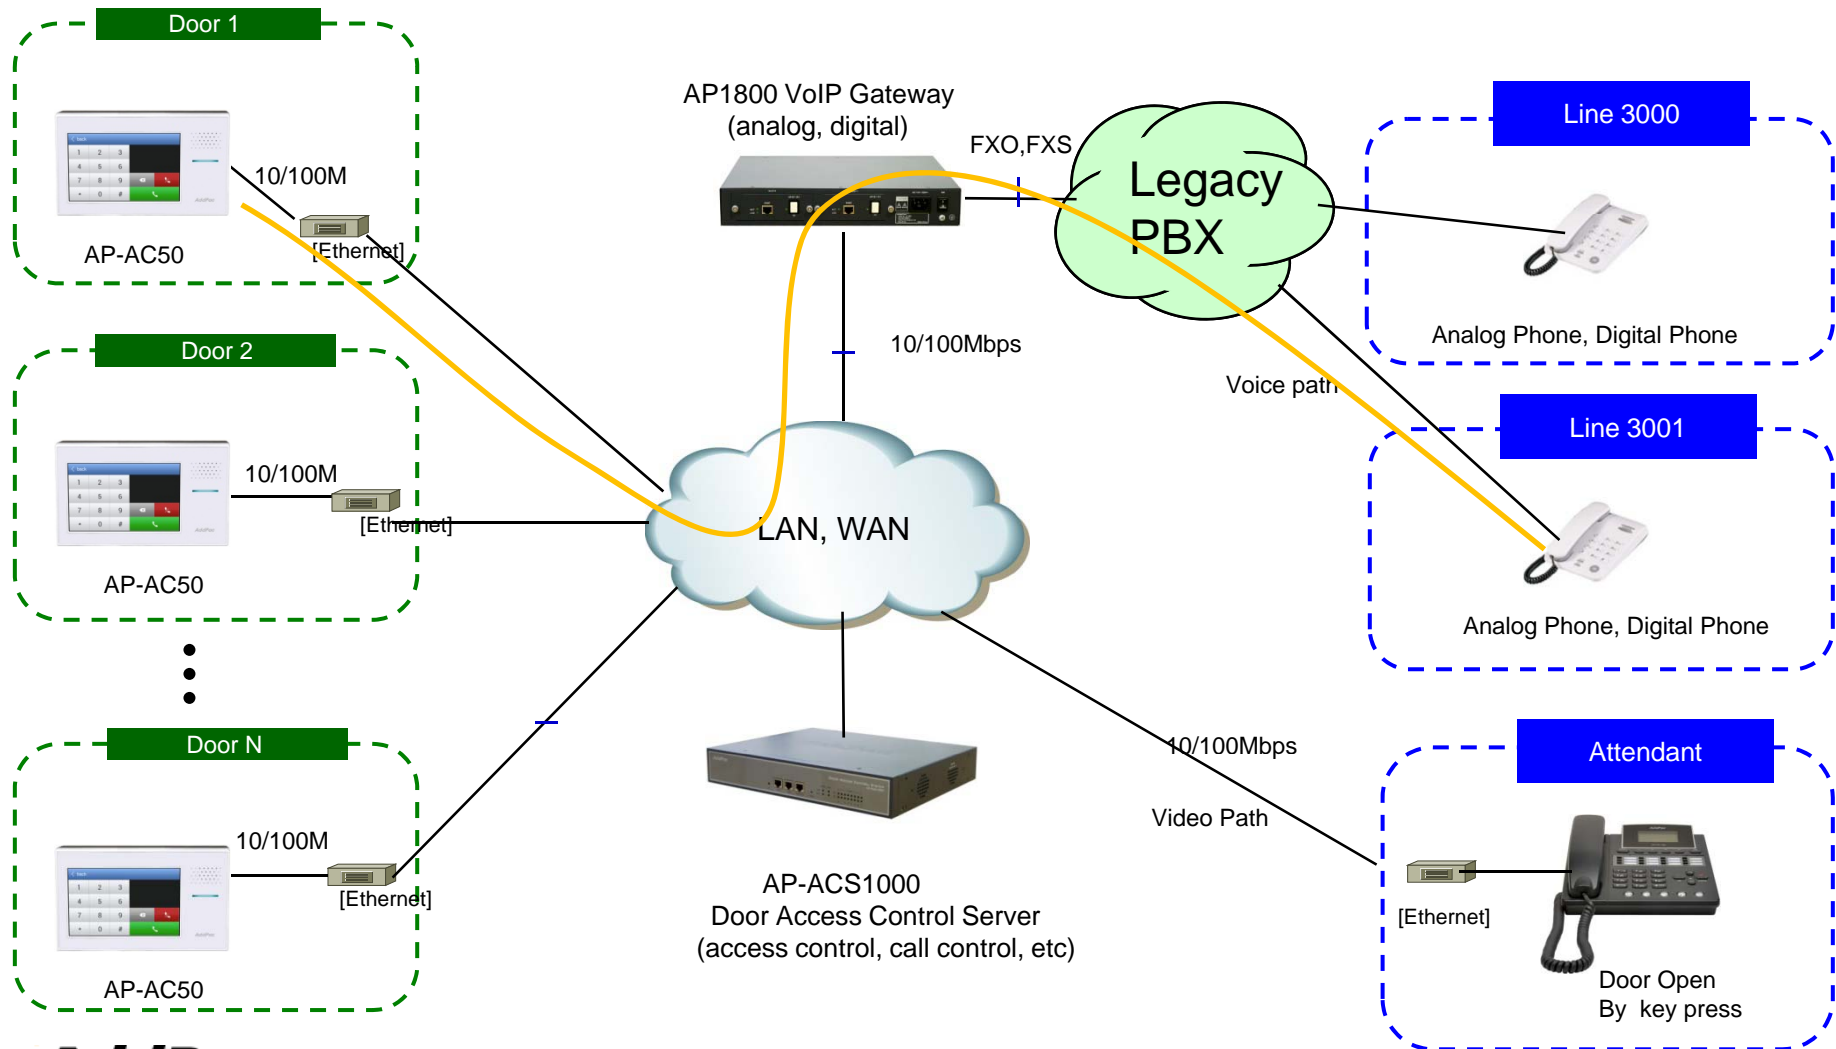 Door 1
10/100M
[Ethernet]
AP-AC50
Door 2
10/100M
[Ethernet]
AP-AC50
Door N
10/100M
[Ethernet]
AP-AC50
AP1800 VoIP Gateway
(analog, digital)
FXO,FXS
Legacy
PBX
10/100Mbps
Voice path
LAN, WAN
10/100Mbps
Video Path
AP-ACS1000
Door Access Control Server
(access control, call control, etc)
Line 3000
Analog Phone, Digital Phone
Line 3001
Analog Phone, Digital Phone
Attendant
[Ethernet]
Door Open
By key press